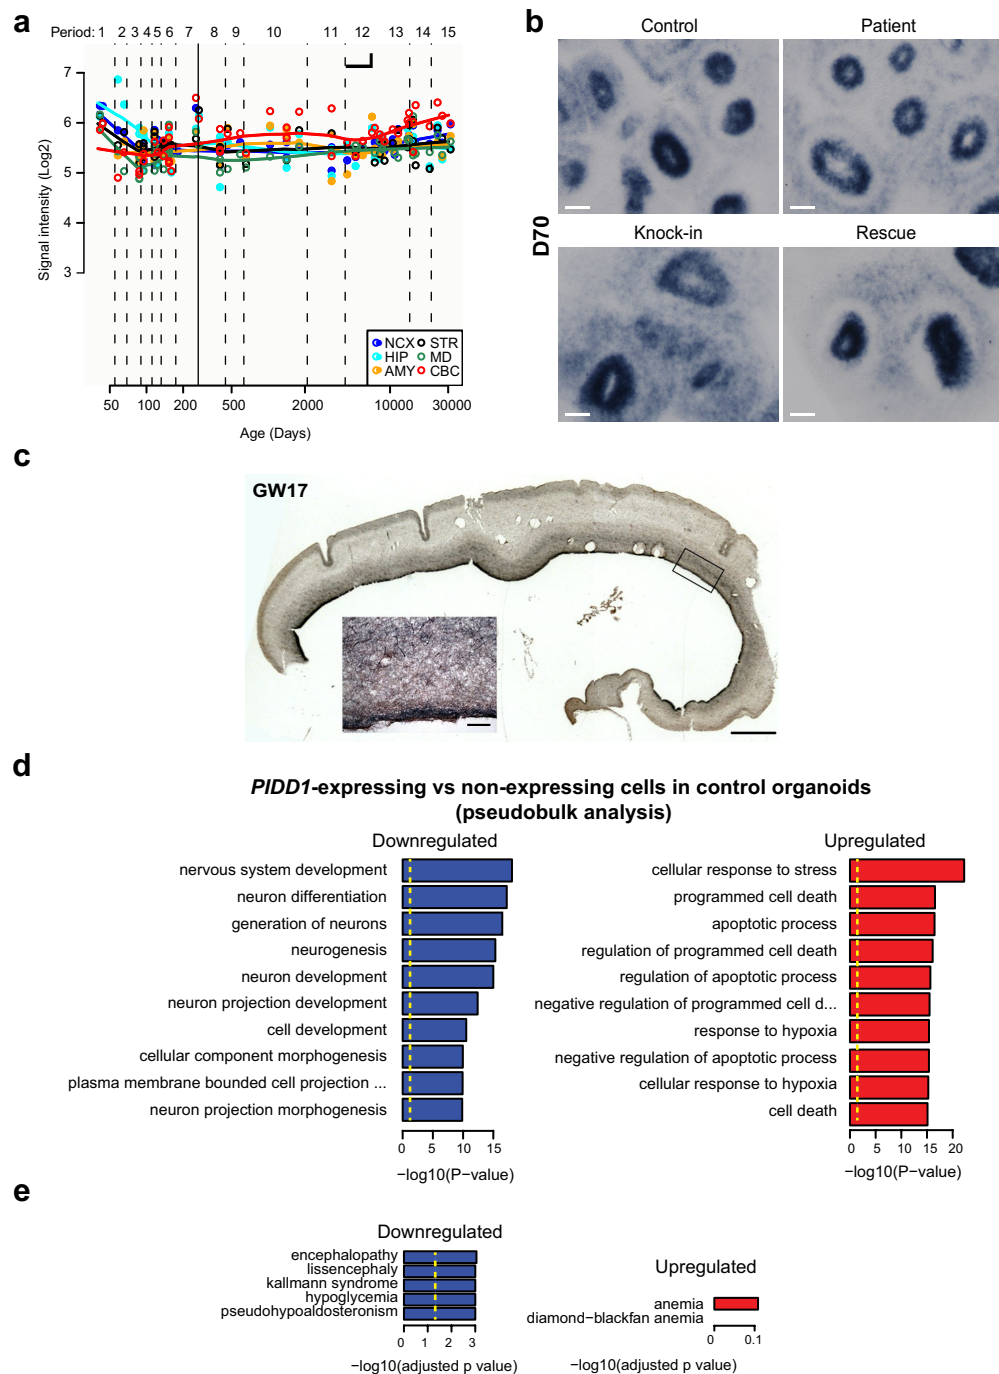 a
Period: 1 2 3 4 5 6 7 8 9 10 11 12 13 14 15
7
6
5
4
3
Signal intensity (Log2)
NCX STR
HIP MD
AMY CBC
50 100 200 500 2000 10000 30000
Age (Days)
b
Control Patient
D70
Knock-in Rescue
c
GW17
d
PIDD1-expressing vs non-expressing cells in control organoids
(pseudobulk analysis)
Downregulated
nervous system development
neuron differentiation
generation of neurons
neurogenesis
neuron development
neuron projection development
cell development
cellular component morphogenesis
plasma membrane bounded cell projection ...
neuron projection morphogenesis
0 5 10 15
−log10(P−value)
Upregulated
cellular response to stress
programmed cell death
apoptotic process
regulation of programmed cell death
regulation of apoptotic process
negative regulation of programmed cell d...
response to hypoxia
negative regulation of apoptotic process
cellular response to hypoxia
cell death
0 5 10 15 20
−log10(P−value)
e
Downregulated
encephalopathy
lissencephaly
kallmann syndrome
hypoglycemia
pseudohypoaldosteronism
0 1 2 3
−log10(adjusted p value)
Upregulated
anemia
diamond−blackfan anemia
0 0.1
−log10(adjusted p value)